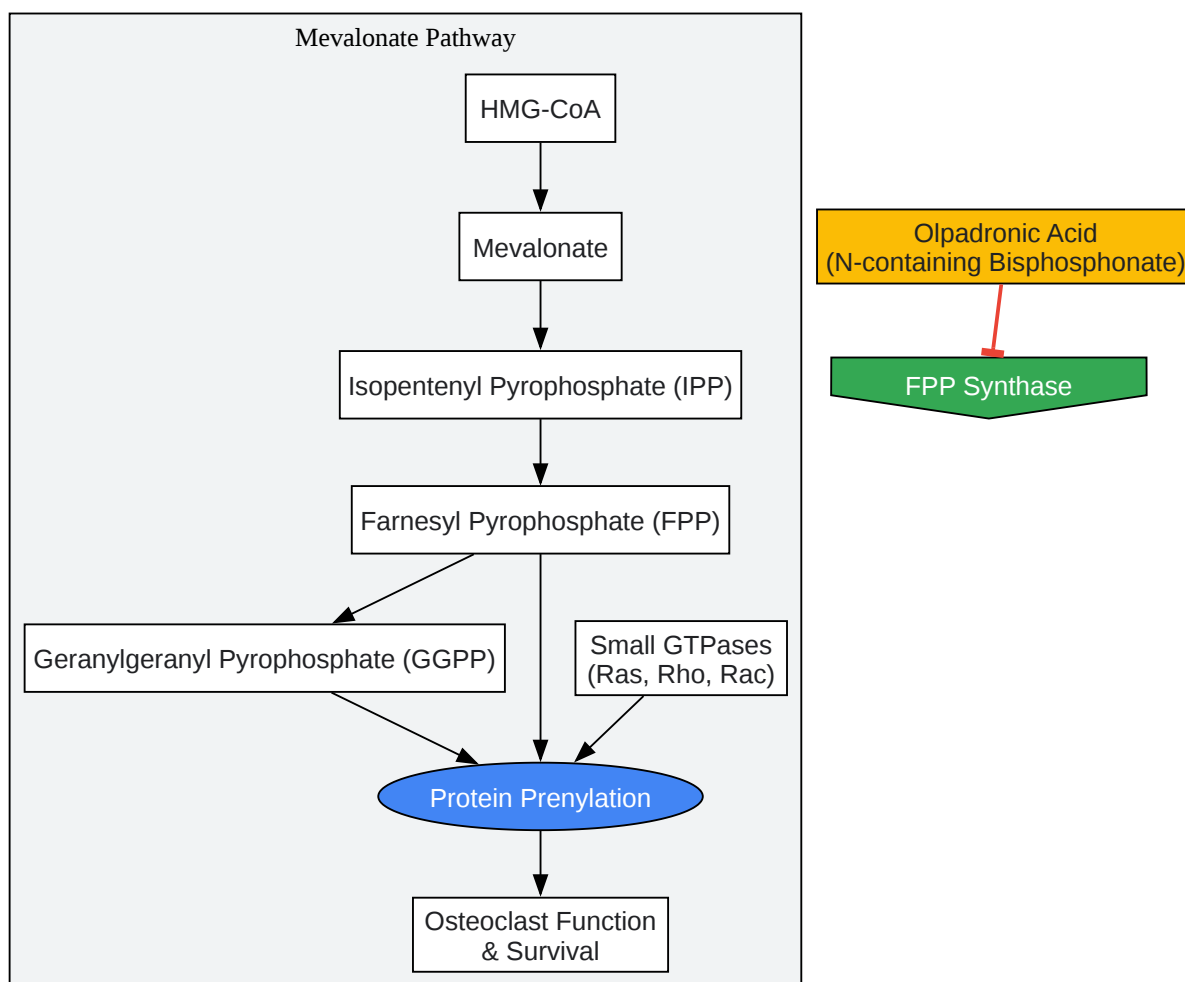 Mevalonate Pathway
HMG-CoA
Mevalonate
Olpadronic Acid
(N-containing Bisphosphonate)
Isopentenyl Pyrophosphate (IPP)
FPP Synthase
Farnesyl Pyrophosphate (FPP)
Geranylgeranyl Pyrophosphate (GGPP)
Small GTPases
(Ras, Rho, Rac)
Protein Prenylation
Osteoclast Function
& Survival